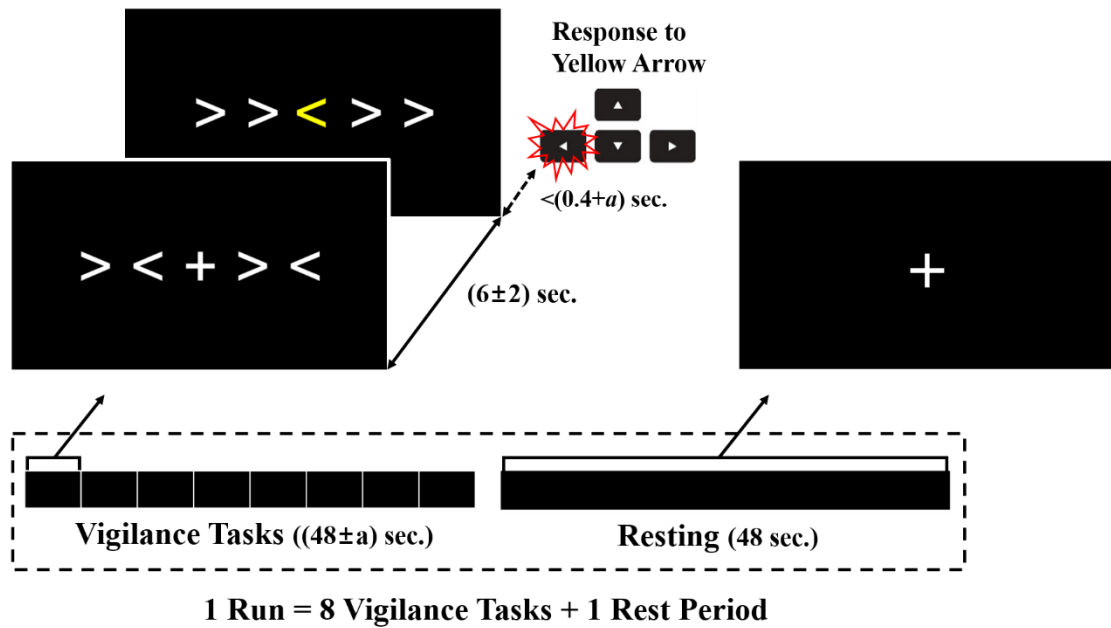 > > < > >
Response to
Yellow Arrow
<(0.4+a) sec.
> < + > <
(6±2) sec.
+
Vigilance Tasks ((48±a) sec.)
Resting (48 sec.)
1 Run = 8 Vigilance Tasks + 1 Rest Period